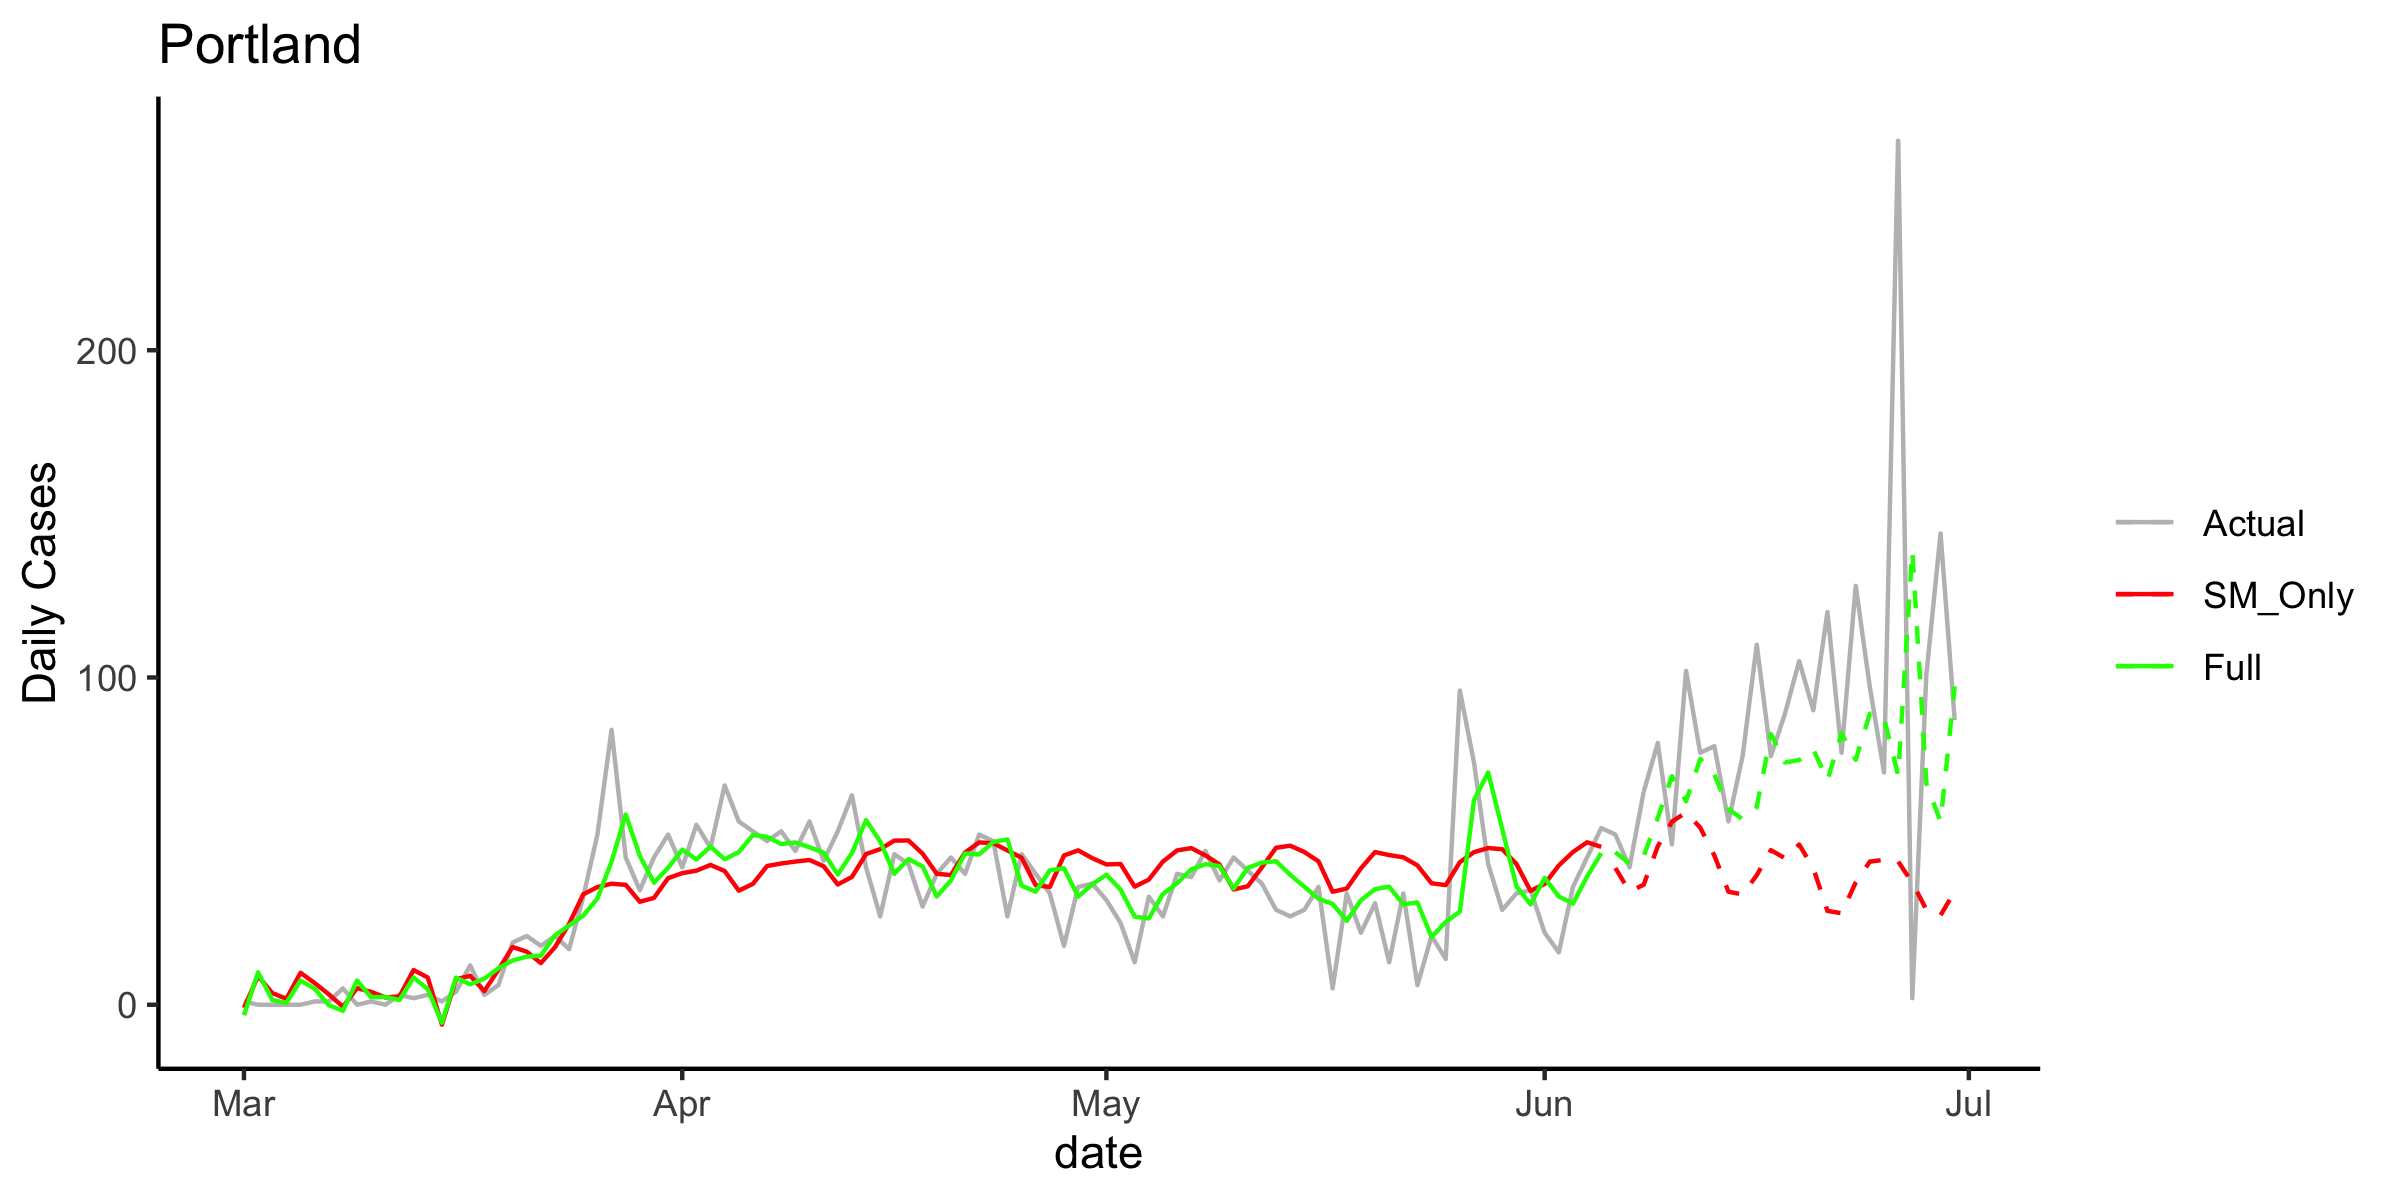 Portland
Daily Cases
200
100
0
Mar
Apr
May
Jun
Jul
date
Actual
SM_Only
Full